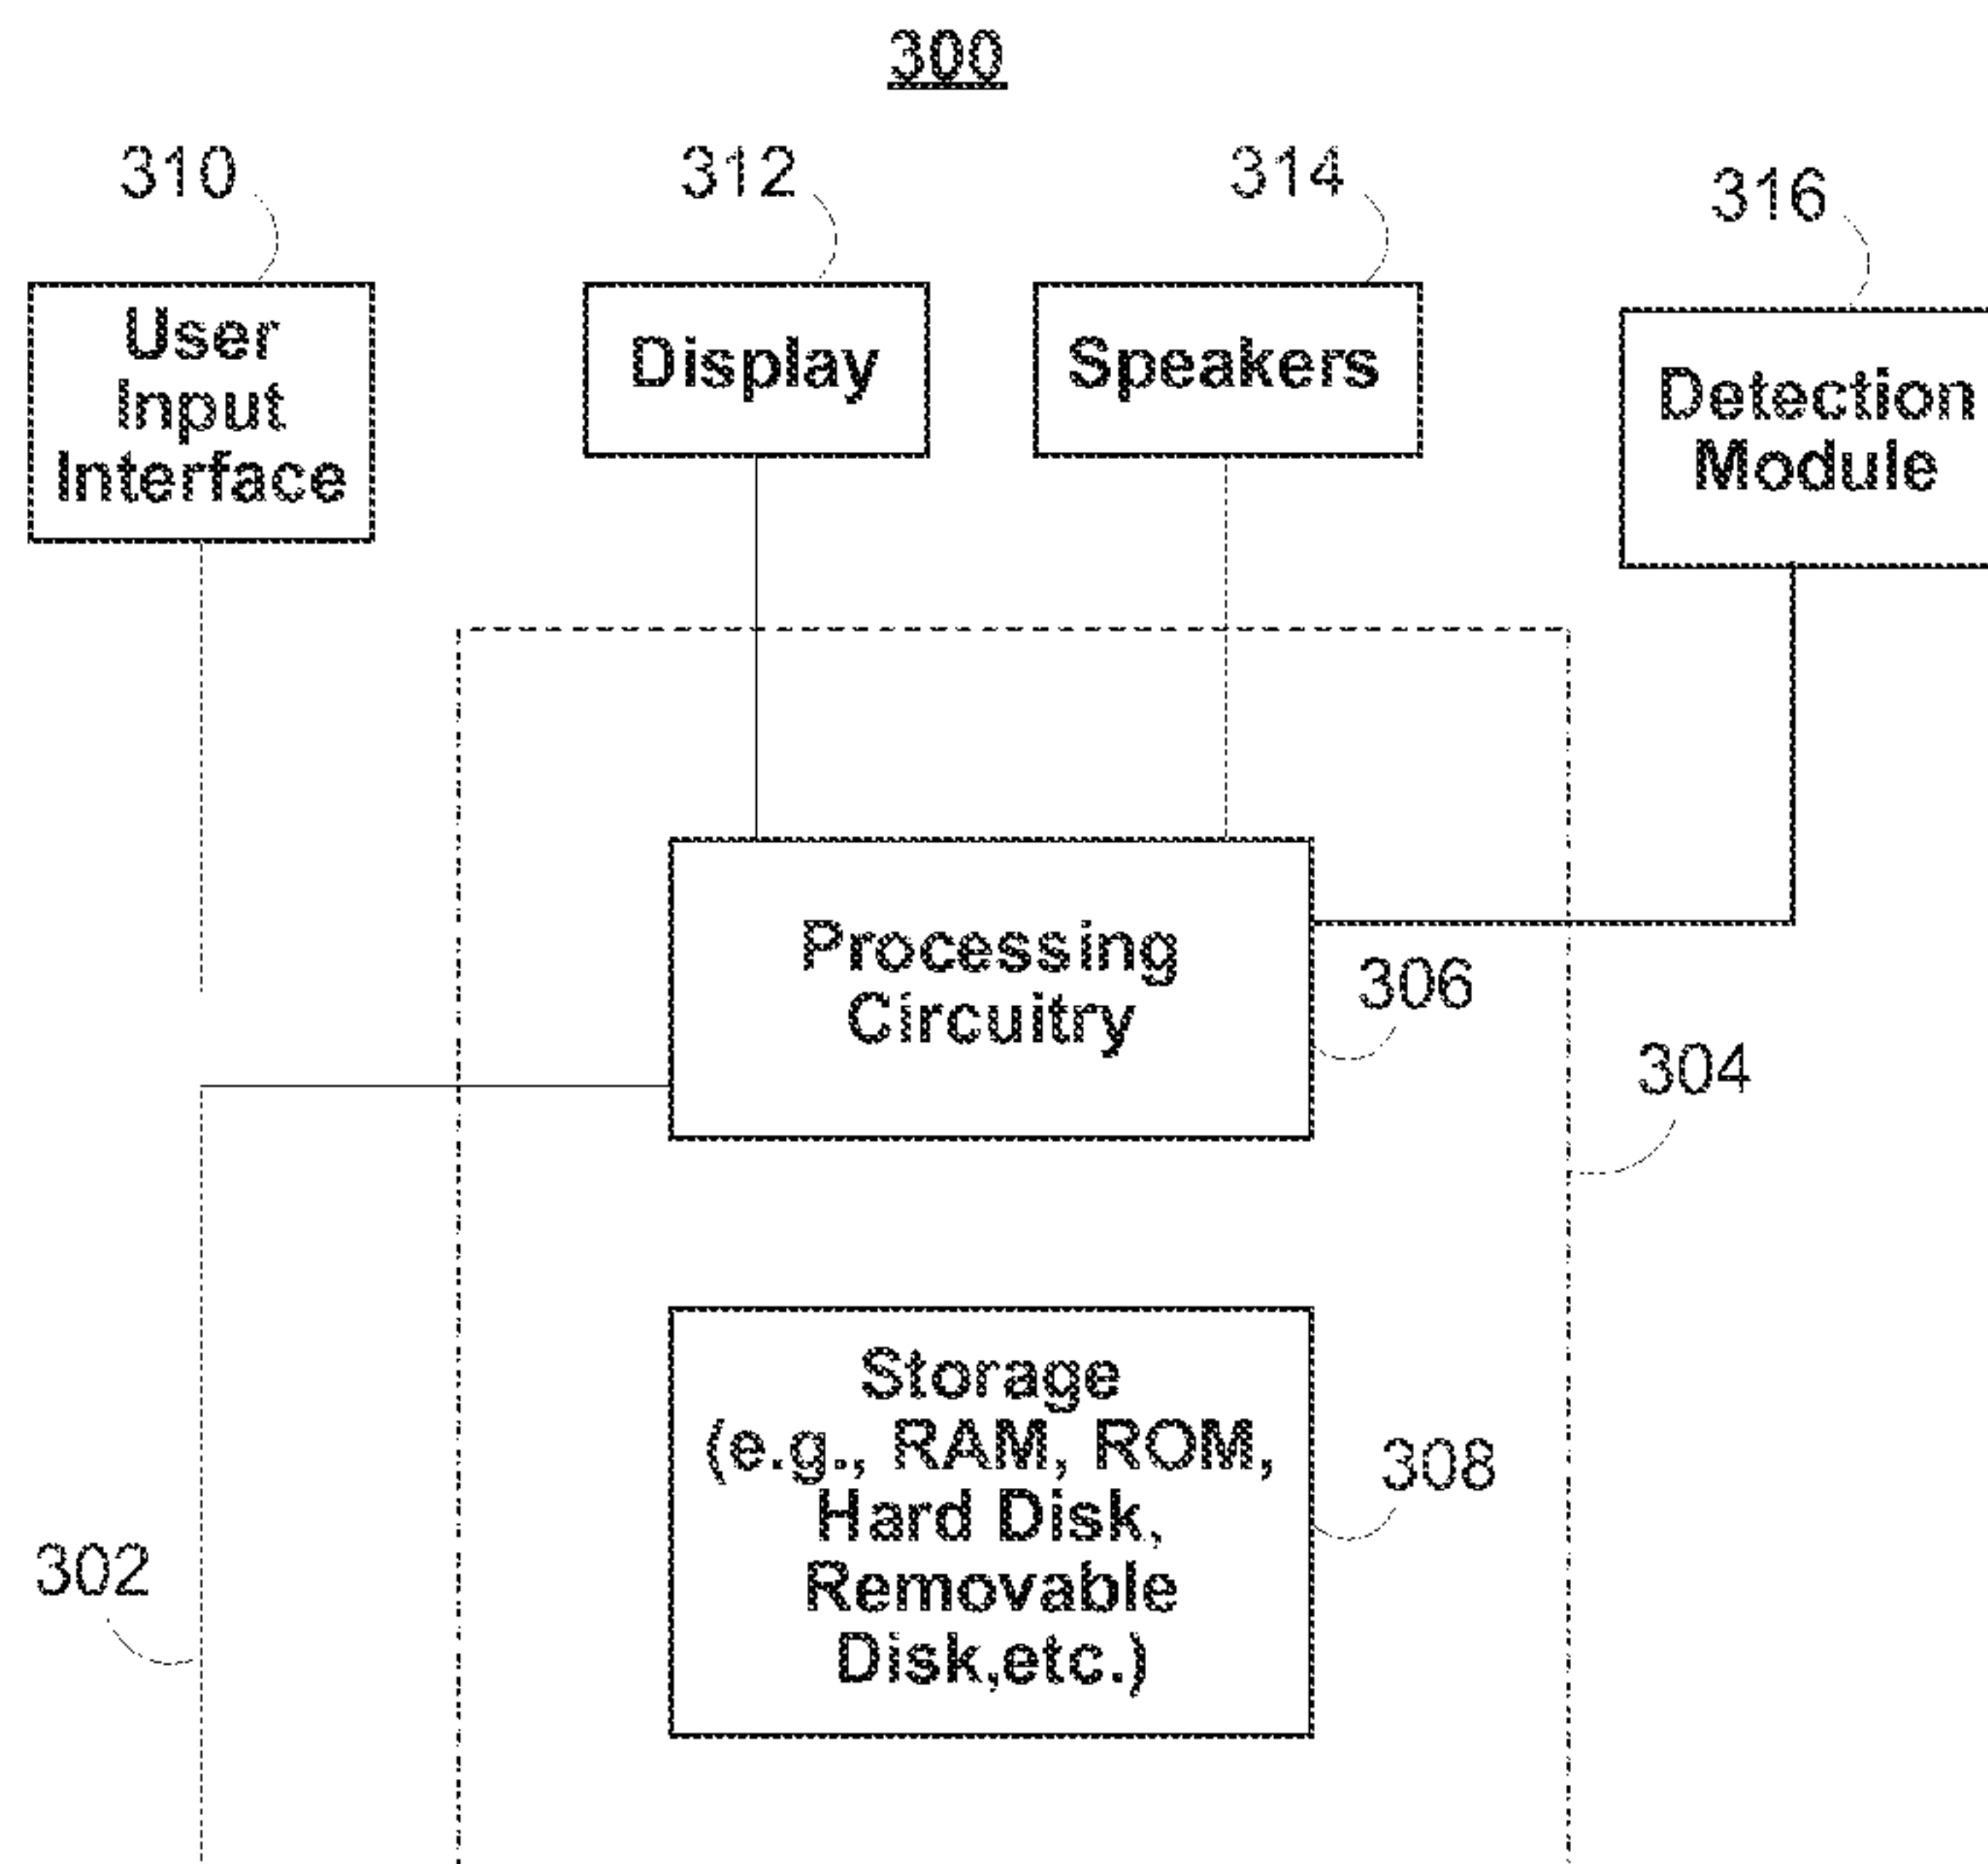 300
310
312
314
316
User
Input
Interface
Display
Speakers
Detection
Module
Processing
Circuitry
306
304
Storage
(e.g., RAM, ROM,
Hard Disk,
Removable
Disk,etc.)
308
302